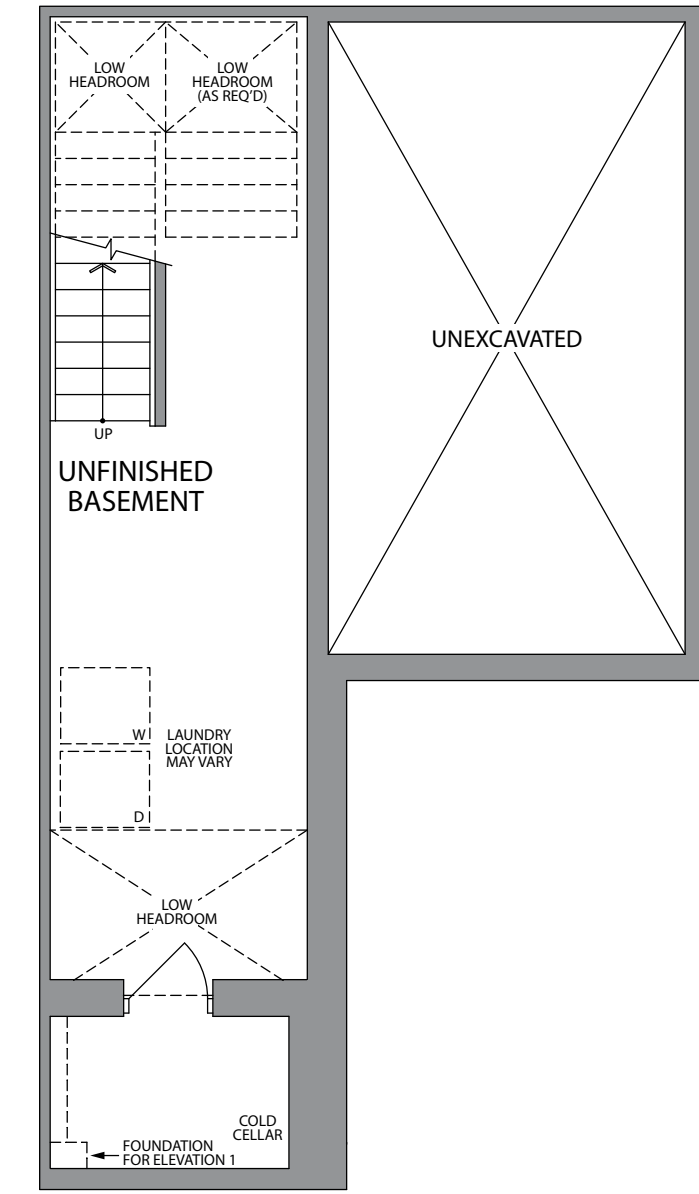 LOW
HEADROOM
LOW
HEADROOM
(AS REQ'D)
UNEXCAVATED
UP
UNFINISHED
BASEMENT
W
LAUNDRY
LOCATION
MAY VARY
D
LOW
HEADROOM
COLD
CELLAR
FOUNDATION
FOR ELEVATION 1